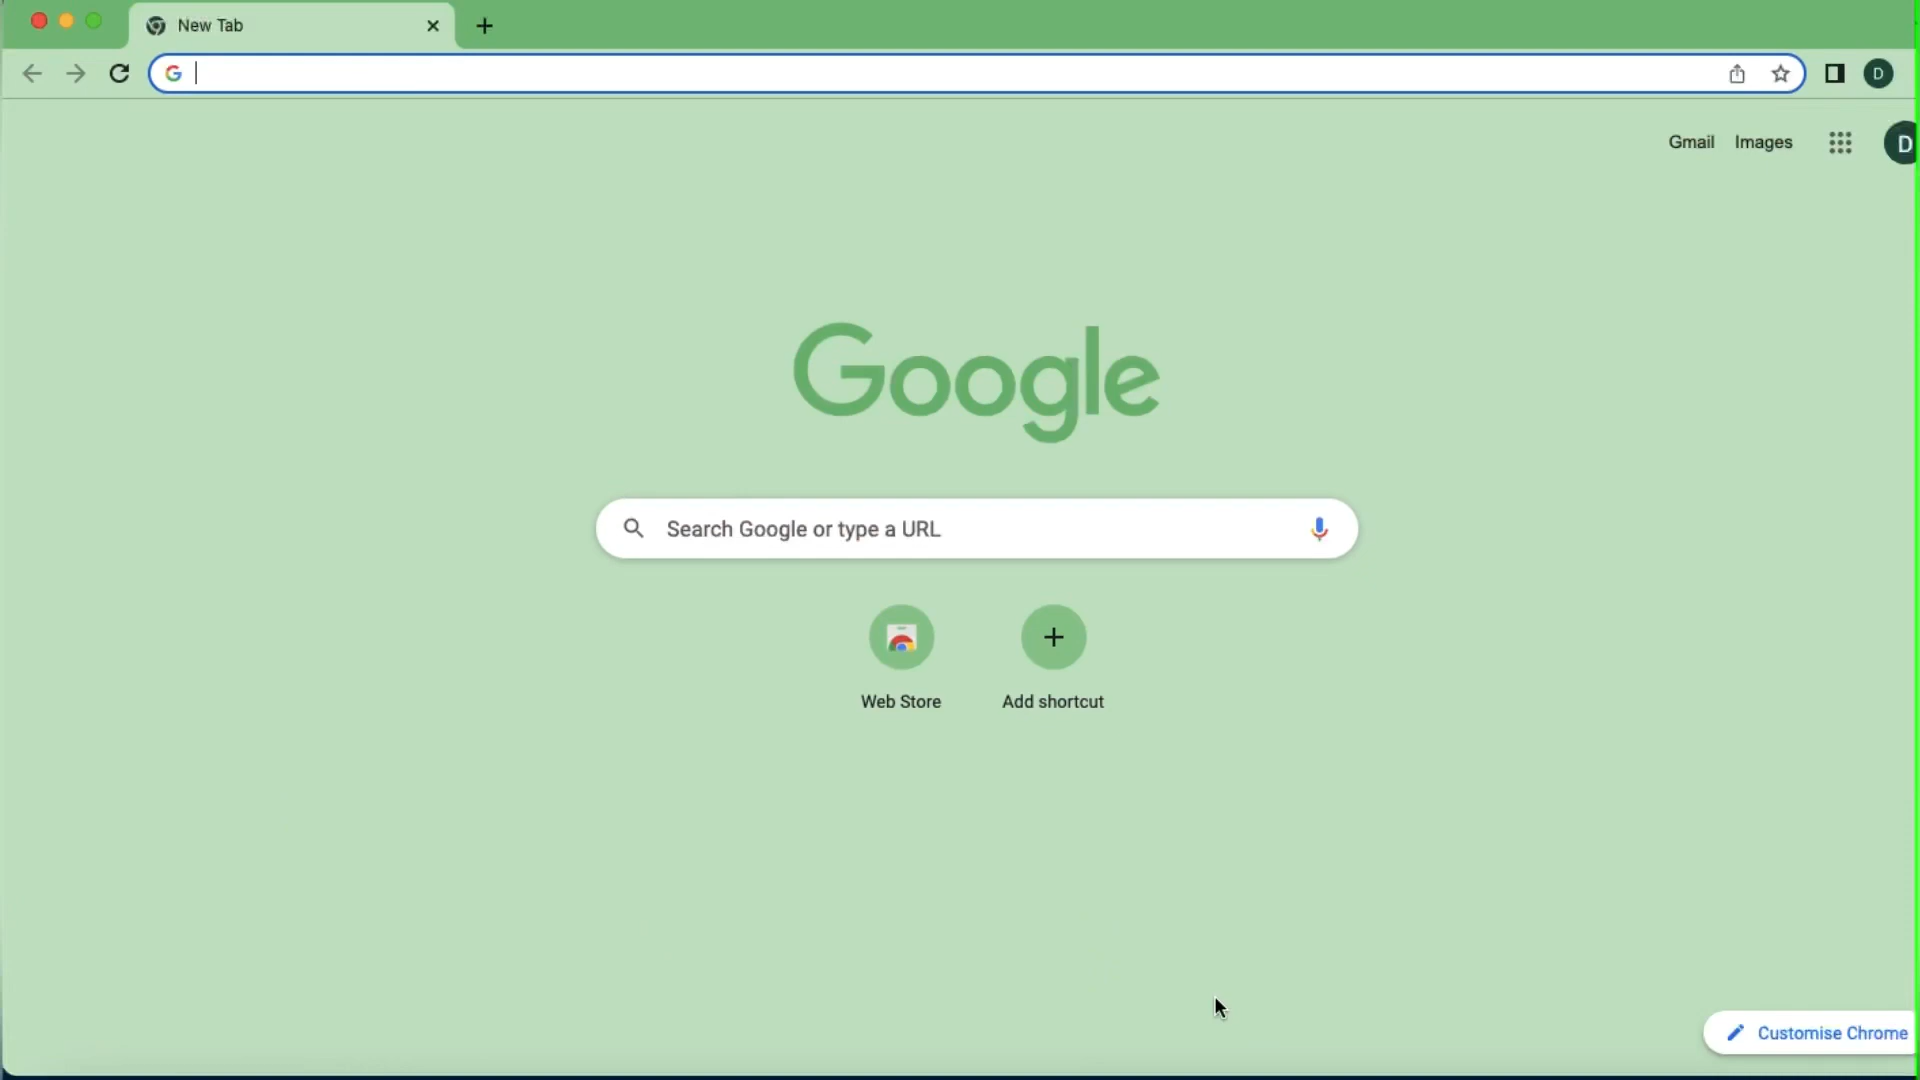 New Tab
D
Gmail Images
D
Google
Search Google or type a URL
Web Store Add shortcut
Customise Chrome